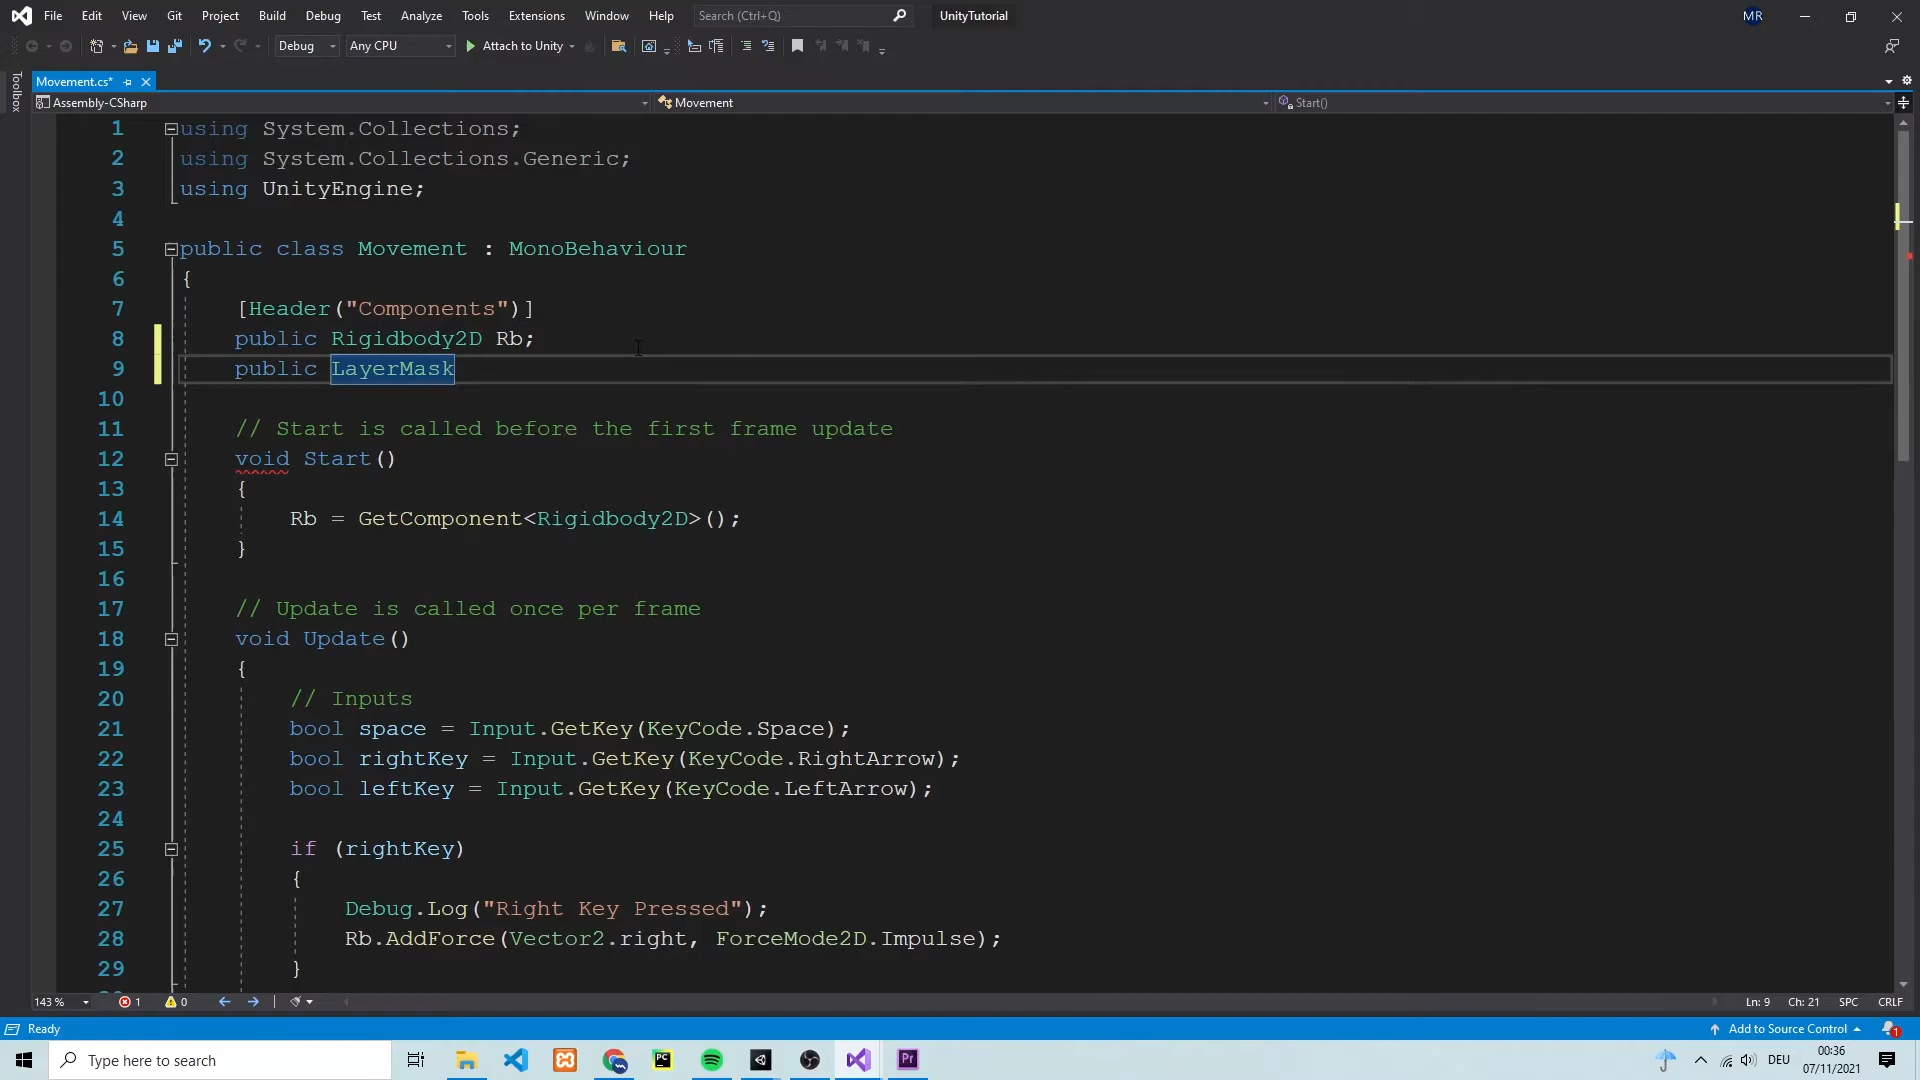 File Edit View Git Project Build Debug Test Analyze Tools Extensions Window Help Search (Ctrl+Q) UnityTutorial MR
Debug Any CPU Attach to Unity
Toolbox
Movement.cs*
Assembly-CSharp Movement Start()
1 using System.Collections;
2 using System.Collections.Generic;
3 using UnityEngine;
4
5 public class Movement : MonoBehaviour
6 {
7 [Header("Components")]
8 public Rigidbody2D Rb;
9 public LayerMask
10
11 // Start is called before the first frame update
12 void Start()
13 {
14 Rb = GetComponent<Rigidbody2D>();
15 }
16
17 // Update is called once per frame
18 void Update()
19 {
20 // Inputs
21 bool space = Input.GetKey(KeyCode.Space);
22 bool rightKey = Input.GetKey(KeyCode.RightArrow);
23 bool leftKey = Input.GetKey(KeyCode.LeftArrow);
24
25 if (rightKey)
26 {
27 Debug.Log("Right Key Pressed");
28 Rb.AddForce(Vector2.right, ForceMode2D.Impulse);
29 }
143 % 1 0 Ln: 9 Ch: 21 SPC CRLF
Ready Add to Source Control 1
Type here to search PC Pr DEU 00:36
07/11/2021